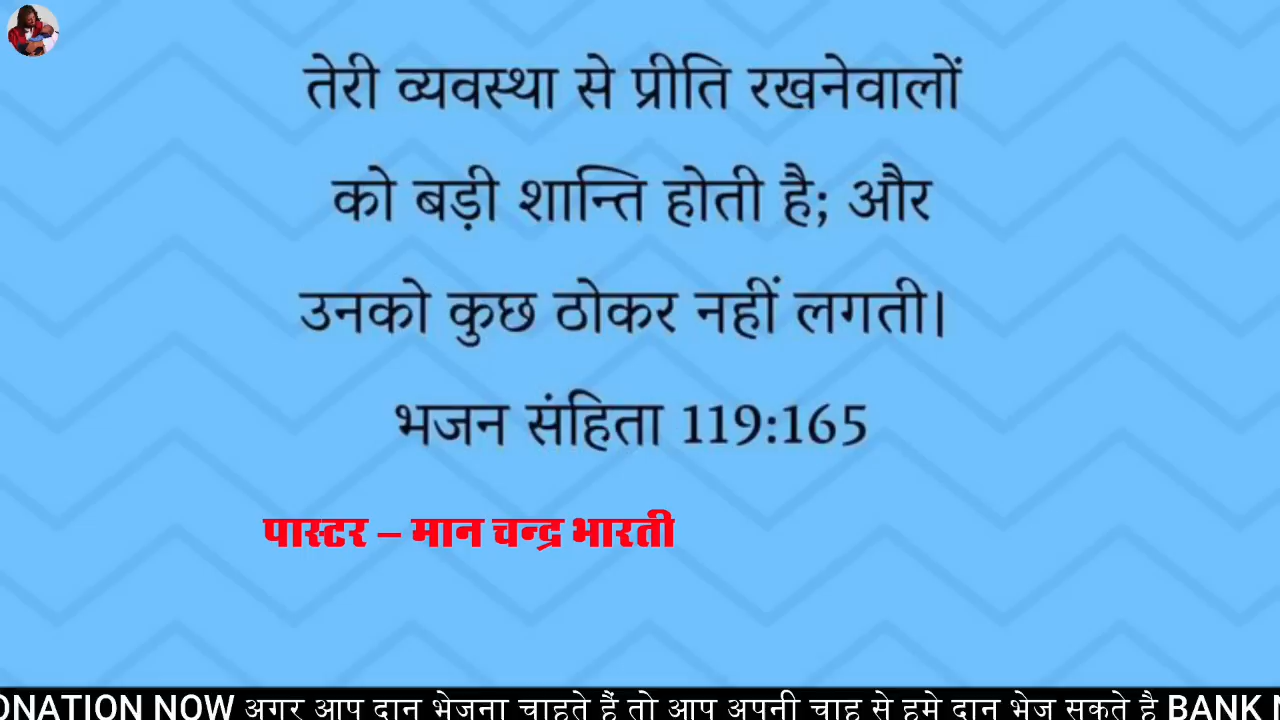 तेरी व्यवस्था से प्रीति रखनेवालों
को बड़ी शान्ति होती है; और
उनको कुछ ठोकर नहीं लगती।
भजन संहिता 119:165
पास्टर – मान चन्द्र भारती
ONATION NOW अगर आप दान भेजना चाहते हैं तो आप अपनी चाह से हमे दान भेज सकते है BANK